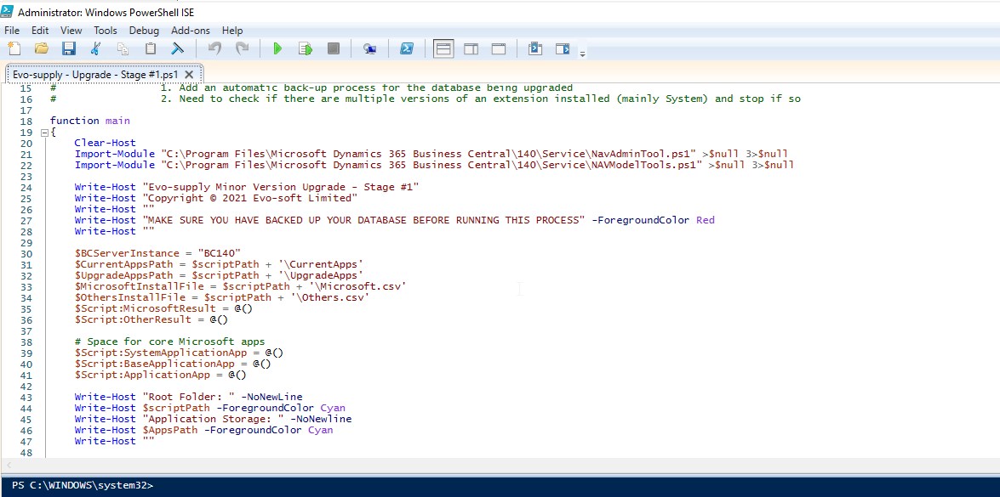 Administrator: Windows PowerShell ISE
File Edit View Tools Debug Add-ons Help
Evo-supply - Upgrade - Stage #1.ps1
15 # 1. Add an automatic back-up process for the database being upgraded
16 # 2. Need to check if there are multiple versions of an extension installed (mainly System) and stop if so
17
18 function main
19 {
20 Clear-Host
21 Import-Module "C:\Program Files\Microsoft Dynamics 365 Business Central\140\Service\NavAdminTool.ps1" >$null 3>$null
22 Import-Module "C:\Program Files\Microsoft Dynamics 365 Business Central\140\Service\NAVModelTools.ps1" >$null 3>$null
23
24 Write-Host "Evo-supply Minor Version Upgrade - Stage #1"
25 Write-Host "Copyright © 2021 Evo-soft Limited"
26 Write-Host ""
27 Write-Host "MAKE SURE YOU HAVE BACKED UP YOUR DATABASE BEFORE RUNNING THIS PROCESS" -ForegroundColor Red
28 Write-Host ""
29
30 $BCServerInstance = "BC140"
31 $CurrentAppsPath = $scriptPath + '\CurrentApps'
32 $UpgradeAppsPath = $scriptPath + '\UpgradeApps'
33 $MicrosoftInstallFile = $scriptPath + '\Microsoft.csv'
34 $OthersInstallFile = $scriptPath + '\Others.csv'
35 $Script:MicrosoftResult = @()
36 $Script:OtherResult = @()
37
38 # Space for core Microsoft apps
39 $Script:SystemApplicationApp = @()
40 $Script:BaseApplicationApp = @()
41 $Script:ApplicationApp = @()
42
43 Write-Host "Root Folder: " -NoNewLine
44 Write-Host $scriptPath -ForegroundColor Cyan
45 Write-Host "Application Storage: " -NoNewline
46 Write-Host $AppsPath -ForegroundColor Cyan
47 Write-Host ""
48
PS C:\WINDOWS\system32>